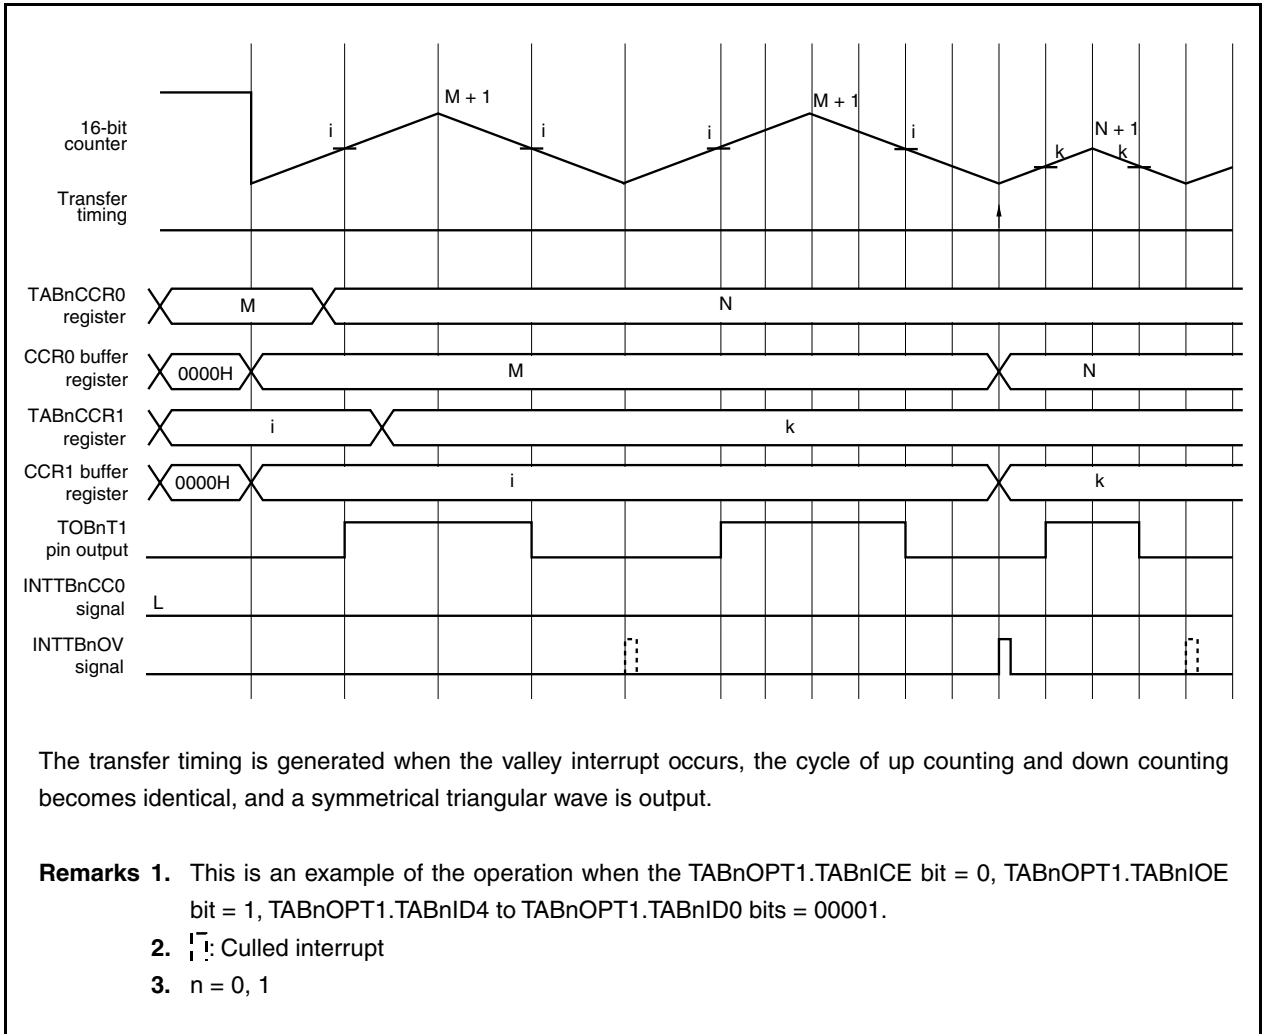 M + 1
M + 1
i
i
i
i
N + 1
16-bit
counter
k
k
Transfer
timing
TABnCCR0
register
M
N
CCR0 buffer
register
0000H
M
N
TABnCCR1
register
i
k
CCR1 buffer
register
0000H
i
k
TOBnT1
pin output
INTTBnCC0
signal
L
INTTBnOV
signal
The transfer timing is generated when the valley interrupt occurs, the cycle of up counting and down counting
becomes identical, and a symmetrical triangular wave is output.
Remarks 1. This is an example of the operation when the TABnOPT1.TABnICE bit = 0, TABnOPT1.TABnIOE
bit = 1, TABnOPT1.TABnID4 to TABnOPT1.TABnID0 bits = 00001.
2. : Culled interrupt
3. n = 0, 1